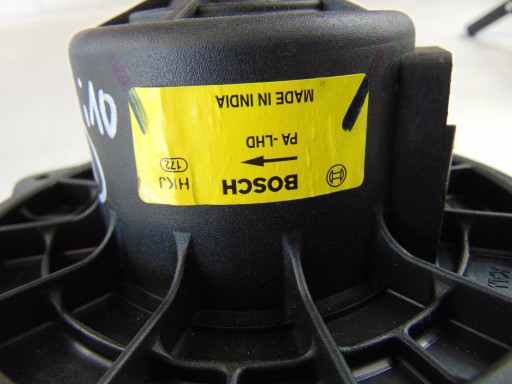 BOSCH HKJ
172
PA -LHD
MADE IN INDIA